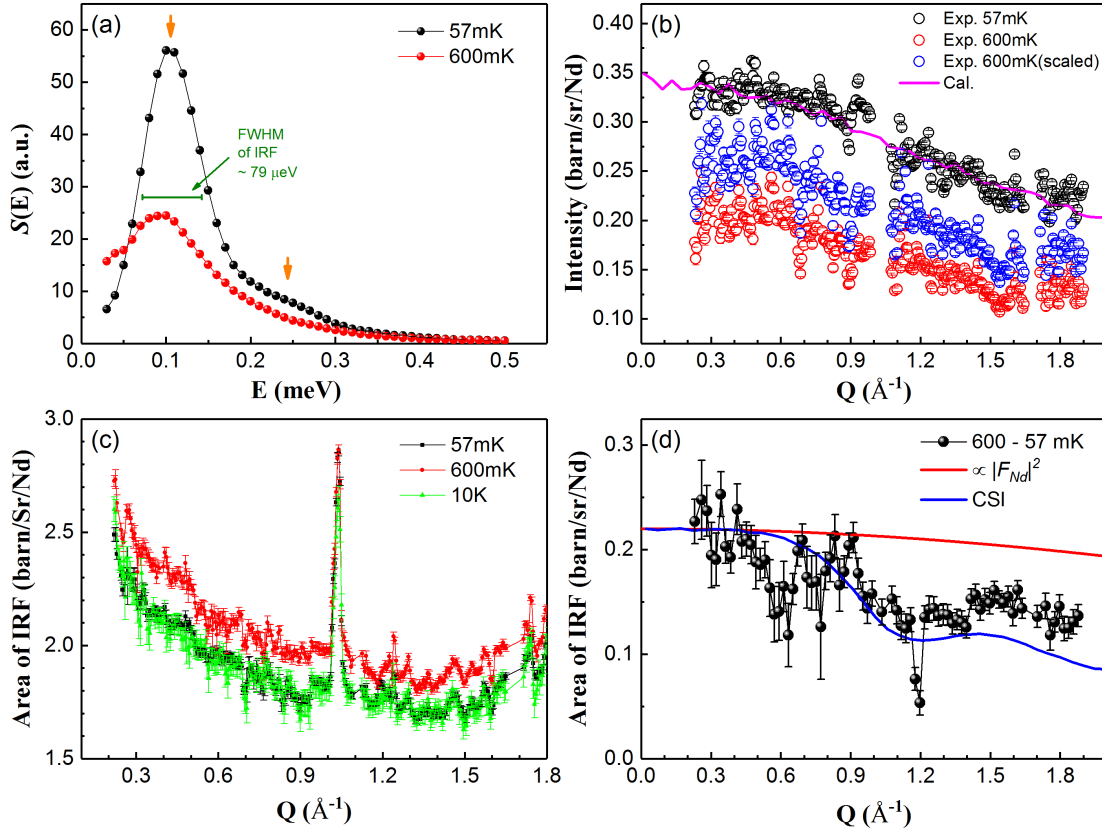 (a)
57mK
600mK
FWHM
of IRF
~ 79 μeV
S(E) (a.u.)
60
50
40
30
20
10
0
0.0 0.1 0.2 0.3 0.4 0.5
E (meV)
(b)
Exp. 57mK
Exp. 600mK
Exp. 600mK(scaled)
Cal.
Intensity (barn/sr/Nd)
0.40
0.35
0.30
0.25
0.20
0.15
0.10
0.0 0.3 0.6 0.9 1.2 1.5 1.8
Q (Å⁻¹)
(c)
57mK
600mK
10K
Area of IRF (barn/Sr/Nd)
3.0
2.5
2.0
1.5
0.3 0.6 0.9 1.2 1.5 1.8
Q (Å⁻¹)
(d)
600 - 57 mK
∝ |F_Nd|²
CSI
Area of IRF (barn/sr/Nd)
0.3
0.2
0.1
0.0
0.0 0.3 0.6 0.9 1.2 1.5 1.8
Q (Å⁻¹)